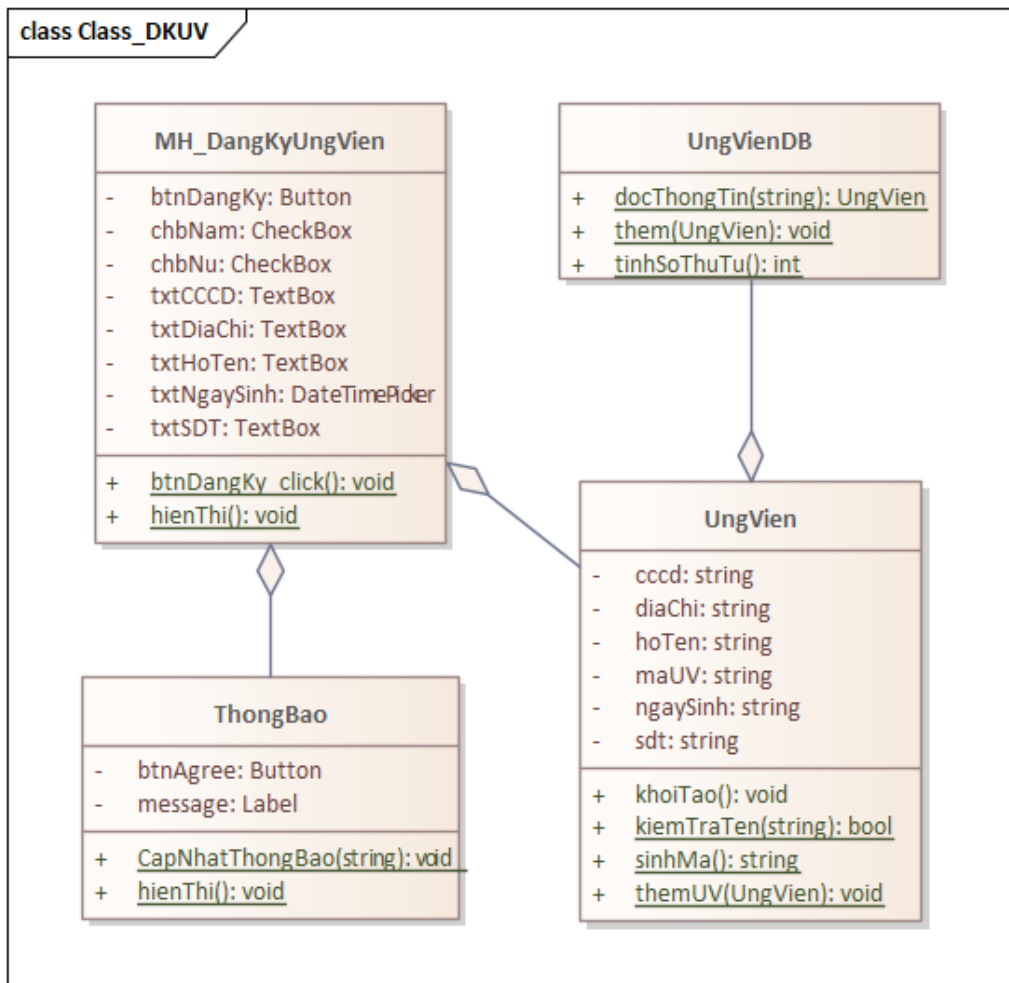 class Class_DKUV
MH_DangKyUngVien
- btnDangKy: Button
- chbNam: CheckBox
- chbNu: CheckBox
- txtCCCD: TextBox
- txtDiaChi: TextBox
- txtHoTen: TextBox
- txtNgaySinh: DateTimePicker
- txtSDT: TextBox
+ btnDangKy_click(): void
+ hienThi(): void
UngVienDB
+ docThongTin(string): UngVien
+ them(UngVien): void
+ tinhSoThuTu(): int
ThongBao
- btnAgree: Button
- message: Label
+ CapNhatThongBao(string): void
+ hienThi(): void
UngVien
- cccd: string
- diaChi: string
- hoTen: string
- maUV: string
- ngaySinh: string
- sdt: string
+ khoiTao(): void
+ kiemTraTen(string): bool
+ sinhMa(): string
+ themUV(UngVien): void